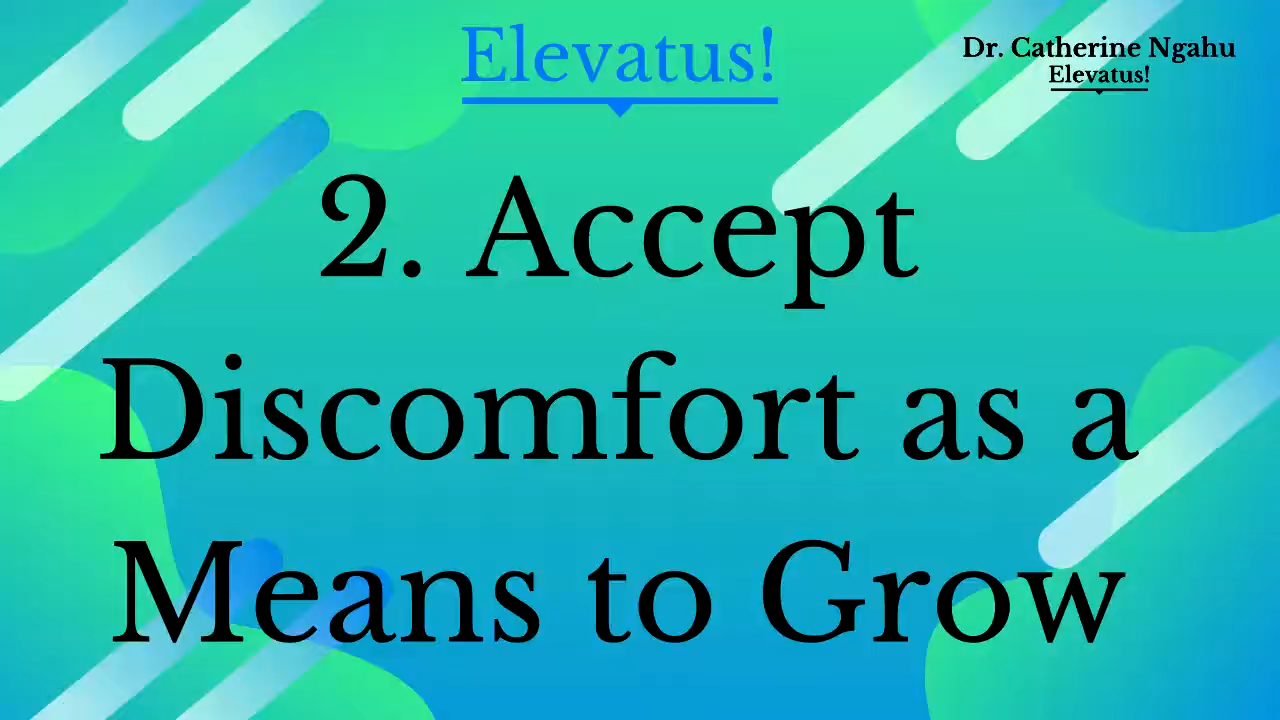 Elevatus!
Dr. Catherine Ngahu
Elevatus!
2. Accept
Discomfort as a
Means to Grow